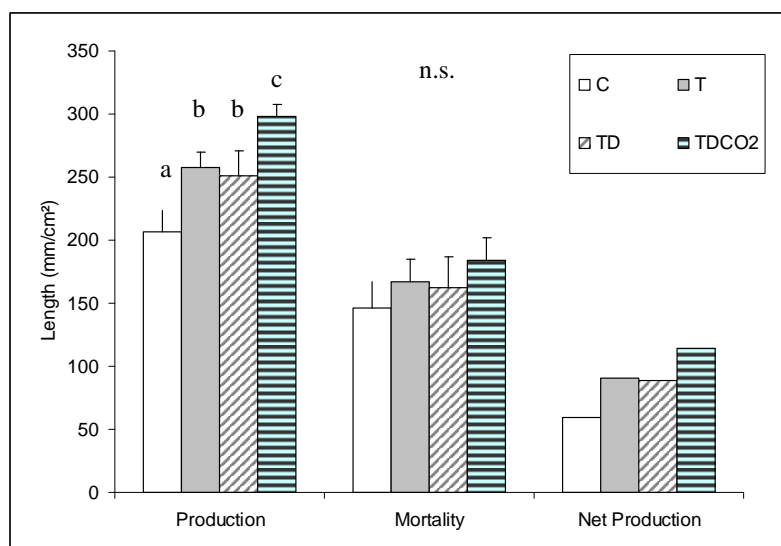 350
300
250
200
150
100
50
0
Length (mm/cm²)
a
b
b
c
n.s.
C
T
TD
TDCO2
Production
Mortality
Net Production